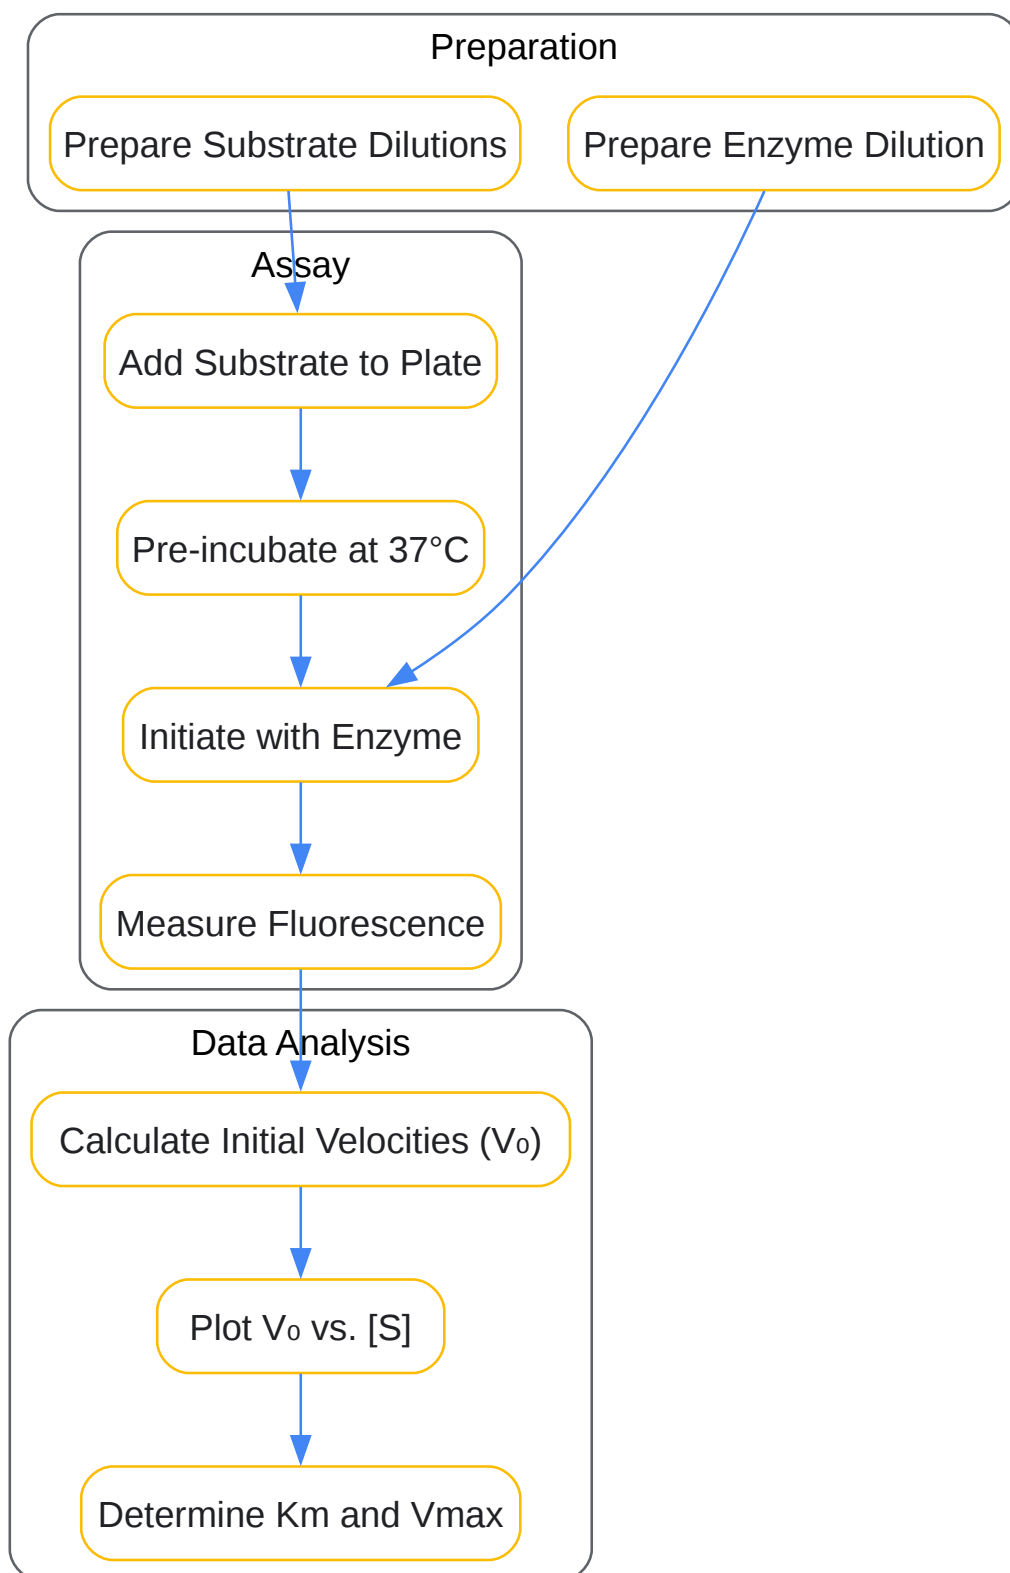 Preparation
Prepare Substrate Dilutions
Prepare Enzyme Dilution
Assay
Add Substrate to Plate
Pre-incubate at 37°C
Initiate with Enzyme
Measure Fluorescence
Data Analysis
Calculate Initial Velocities (V₀)
Plot V₀ vs. [S]
Determine Km and Vmax